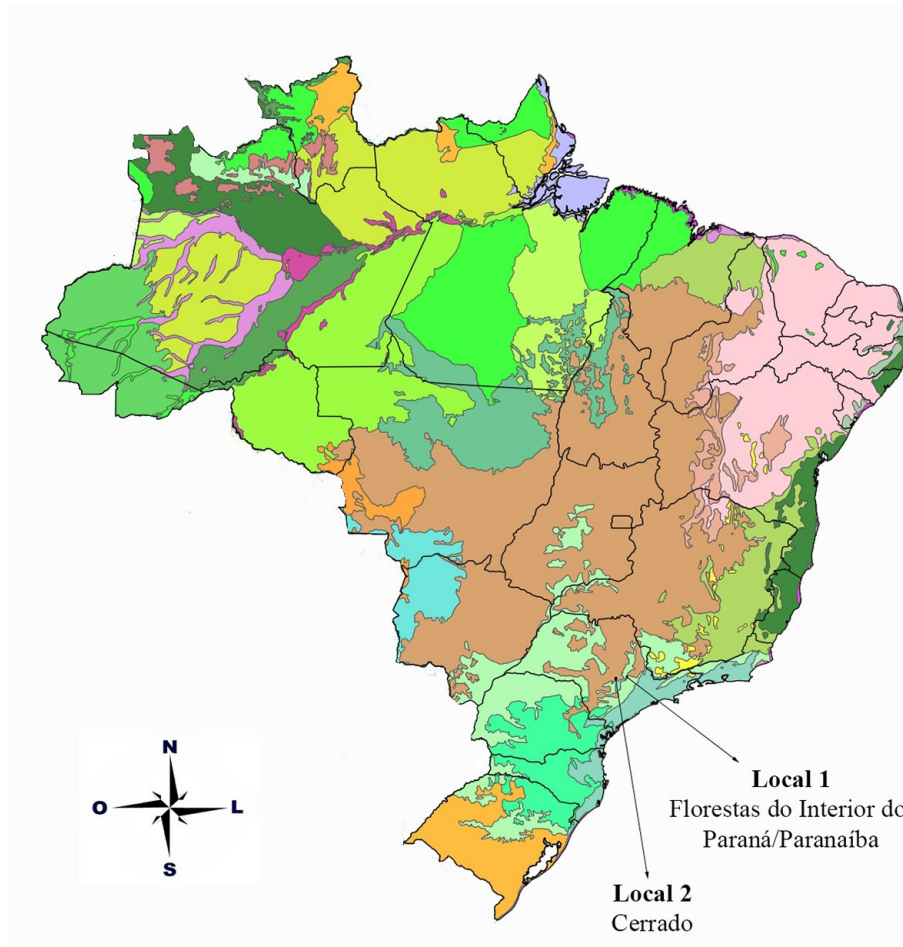 N
O
L
S
Local 1
Florestas do Interior do
Paraná/Paranaíba
Local 2
Cerrado